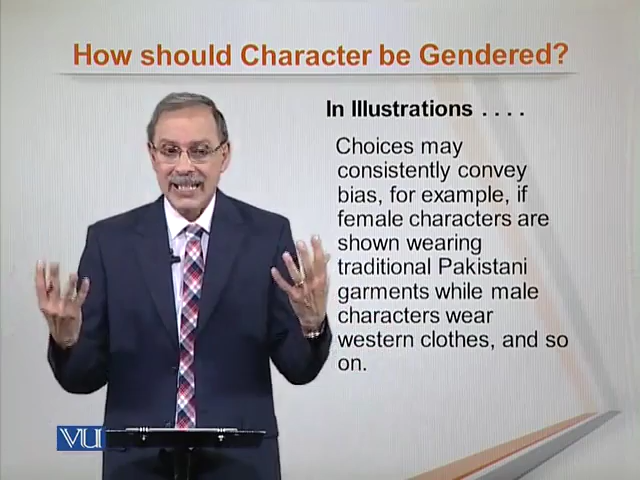 How should Character be Gendered?
In Illustrations . . . .
Choices may
consistently convey
bias, for example, if
female characters are
shown wearing
traditional Pakistani
garments while male
characters wear
western clothes, and so
on.
VU